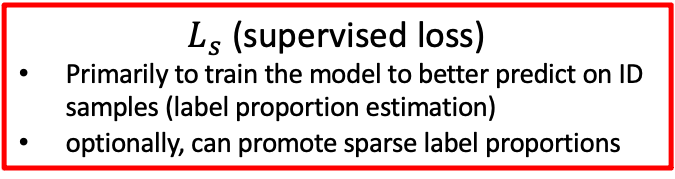 Lₛ (supervised loss)
• Primarily to train the model to better predict on ID
samples (label proportion estimation)
• optionally, can promote sparse label proportions